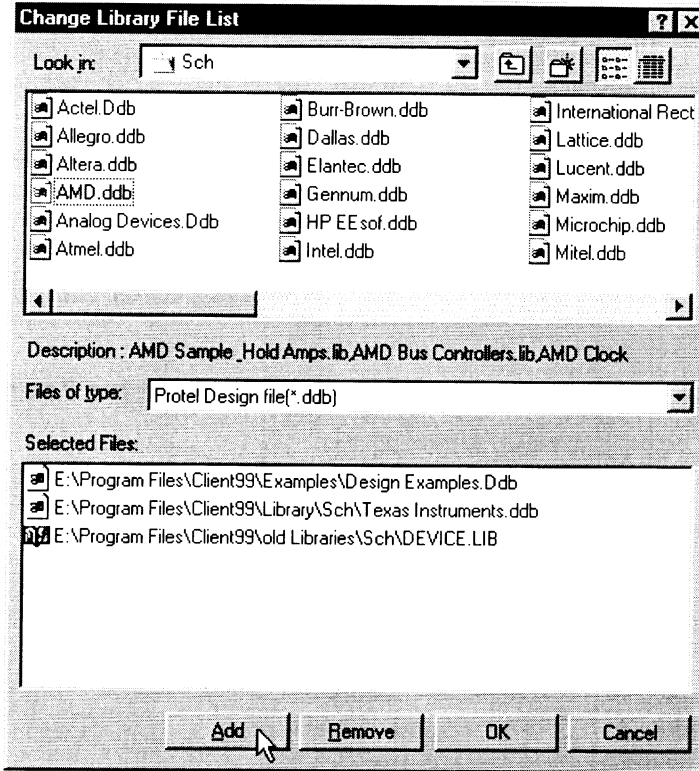 Change Library File List
Look in: Sch
Actel.Ddb
Allegro.ddb
Altera.ddb
AMD.ddb
Analog Devices.Ddb
Atmel.ddb
Burr-Brown.ddb
Dallas.ddb
Elantec.ddb
Gennum.ddb
HP EEsof.ddb
Intel.ddb
International Rect
Lattice.ddb
Lucent.ddb
Maxim.ddb
Microchip.ddb
Mitel.ddb
Description : AMD Sample_Hold Amps.lib,AMD Bus Controllers.lib,AMD Clock
Files of type: Protel Design file(*.ddb)
Selected Files:
E:\Program Files\Client99\Examples\Design Examples.Ddb
E:\Program Files\Client99\Library\Sch\Texas Instruments.ddb
E:\Program Files\Client99\old Libraries\Sch\DEVICE.LIB
Add Remove OK Cancel